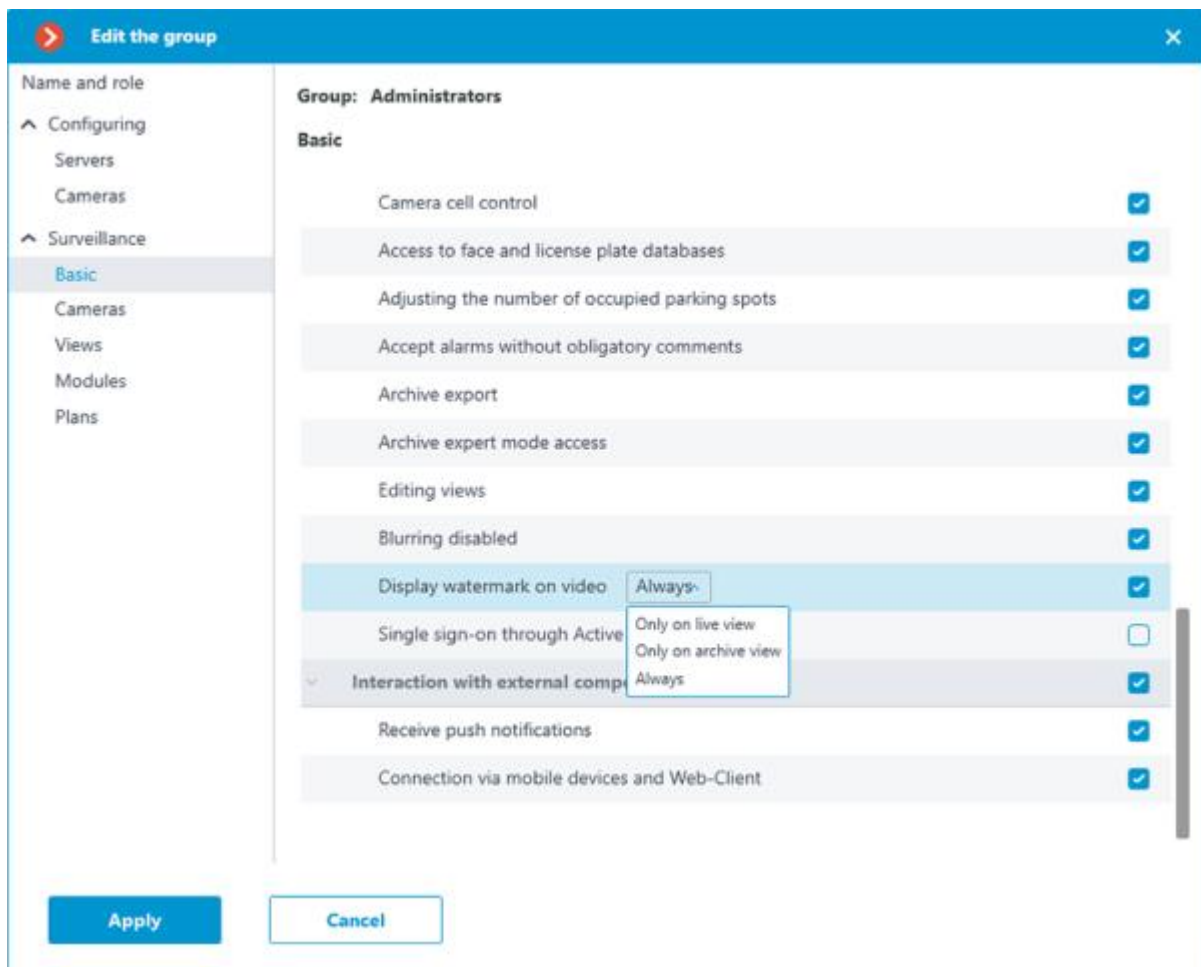 Edit the group
Name and role
Configuring
Servers
Cameras
Surveillance
Basic
Cameras
Views
Modules
Plans
Group: Administrators
Basic
Camera cell control
Access to face and license plate databases
Adjusting the number of occupied parking spots
Accept alarms without obligatory comments
Archive export
Archive expert mode access
Editing views
Blurring disabled
Display watermark on video Always
Only on live view
Only on archive view
Always
Single sign-on through Active
Interaction with external
Receive push notifications
Connection via mobile devices and Web-Client
Apply Cancel